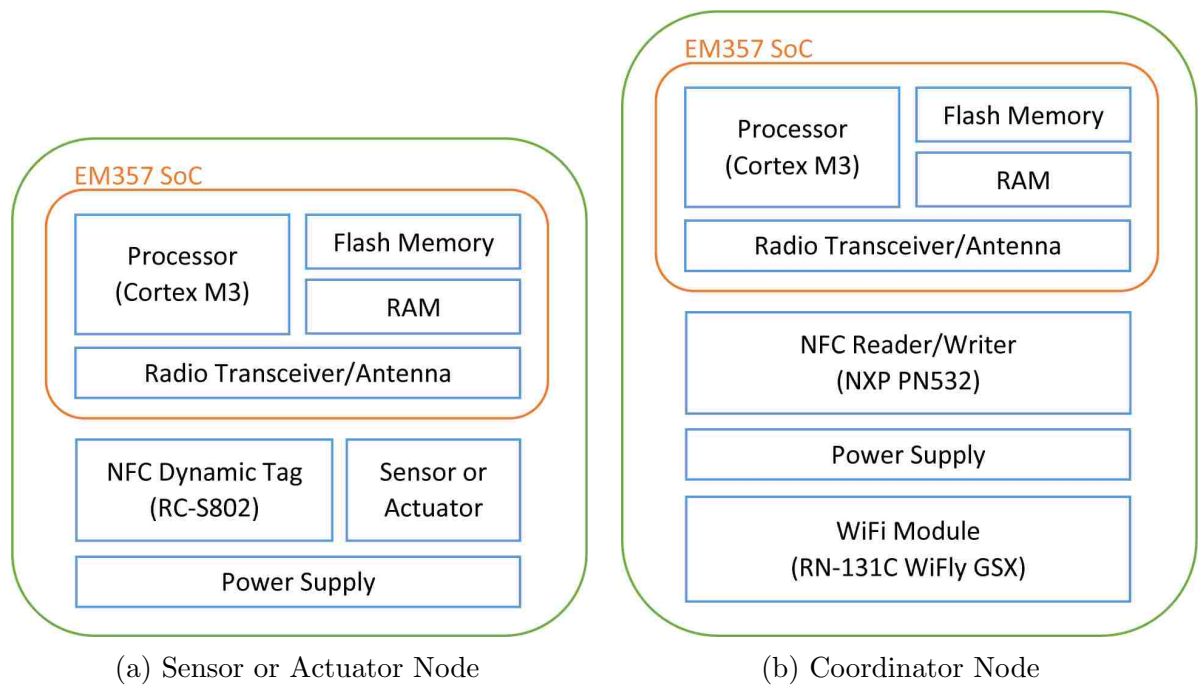 EM357 SoC
Processor
(Cortex M3)
Flash Memory
RAM
Radio Transceiver/Antenna
NFC Dynamic Tag
(RC-S802)
Sensor or
Actuator
Power Supply
(a) Sensor or Actuator Node
EM357 SoC
Processor
(Cortex M3)
Flash Memory
RAM
Radio Transceiver/Antenna
NFC Reader/Writer
(NXP PN532)
Power Supply
WiFi Module
(RN-131C WiFly GSX)
(b) Coordinator Node